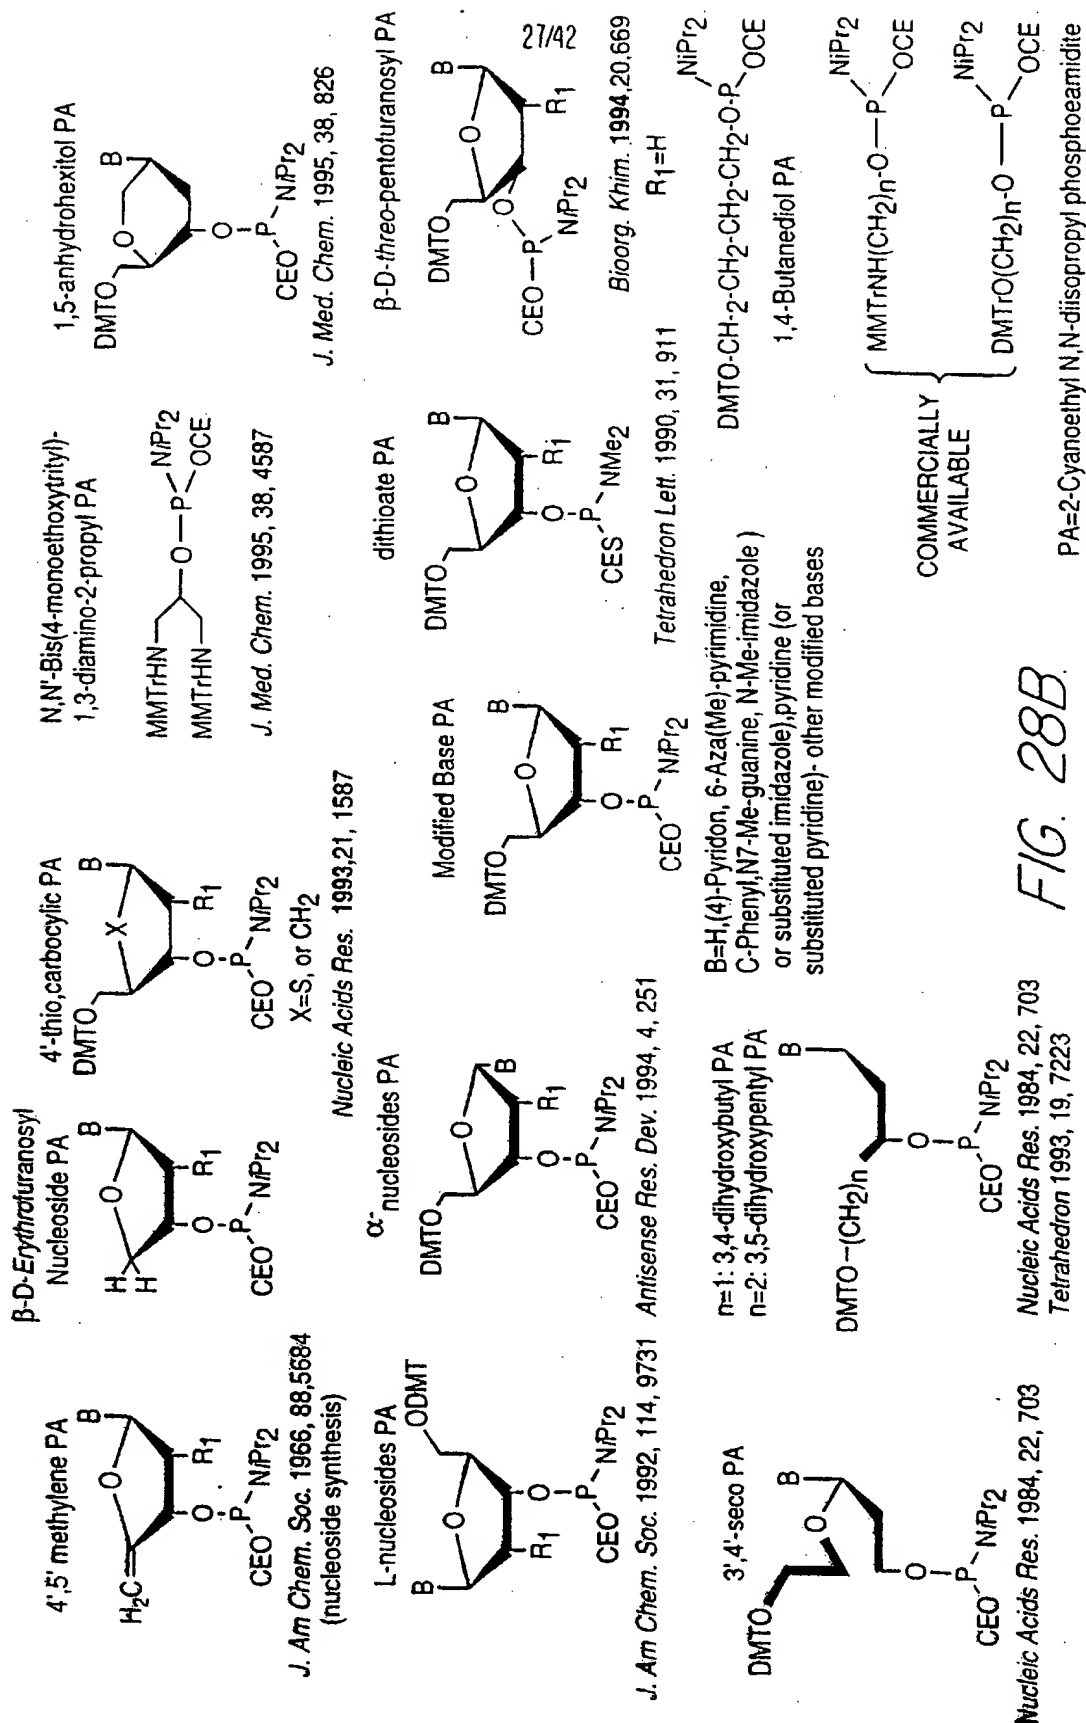 27/42
4',5' methylene PA
H2C
O
B
R1
O
P
CEO
NiPr2
J. Am Chem. Soc. 1966, 88,5684
(nucleoside synthesis)
β-D-Erythrofuranosyl
Nucleoside PA
H
H
O
B
R1
O
P
CEO
NiPr2
4'-thio,carbocylic PA
DMTO
X
B
R1
O
P
CEO
NiPr2
X=S, or CH2
Nucleic Acids Res. 1993,21, 1587
N,N'-Bis(4-monoethoxytrityl)-
1,3-diamino-2-propyl PA
MMTrHN
MMTrHN
O
P
NiPr2
OCE
J. Med. Chem. 1995, 38, 4587
1,5-anhydrohexitol PA
DMTO
O
B
O
P
CEO
NiPr2
J. Med. Chem. 1995, 38, 826
L-nucleosides PA
B
O
ODMT
R1
O
P
CEO
NiPr2
J. Am Chem. Soc. 1992, 114, 9731
α-
nucleosides PA
DMTO
O
B
R1
O
P
CEO
NiPr2
Antisense Res. Dev. 1994, 4, 251
Modified Base PA
DMTO
O
B
R1
O
P
CEO
NiPr2
B=H,(4)-Pyridon, 6-Aza(Me)-pyrimidine,
C-Phenyl,N7-Me-guanine, N-Me-imidazole )
or substituted imidazole),pyridine (or
substituted pyridine)- other modified bases
dithioate PA
DMTO
O
B
R1
O
P
CES
NMe2
Tetrahedron Lett. 1990, 31, 911
β-D-threo-pentofuranosyl PA
DMTO
O
B
R1
O
CEO
P
NiPr2
Bioorg. Khim. 1994,20,669
R1=H
3',4'-seco PA
DMTO
O
B
O
P
CEO
NiPr2
Nucleic Acids Res. 1984, 22, 703
n=1: 3,4-dihydroxybutyl PA
n=2: 3,5-dihydroxypentyl PA
DMTO-(CH2)n
B
O
P
CEO
NiPr2
Nucleic Acids Res. 1984, 22, 703
Tetrahedron 1993, 19, 7223
DMTO-CH-2-CH2-CH2-CH2-O-P
NiPr2
OCE
1,4-Butanediol PA
COMMERCIALLY
AVAILABLE
MMTrNH(CH2)n-O-P
NiPr2
OCE
DMTrO(CH2)n-O-P
NiPr2
OCE
PA=2-Cyanoethyl N,N-diisopropyl phosphoeamidite
FIG. 28B.